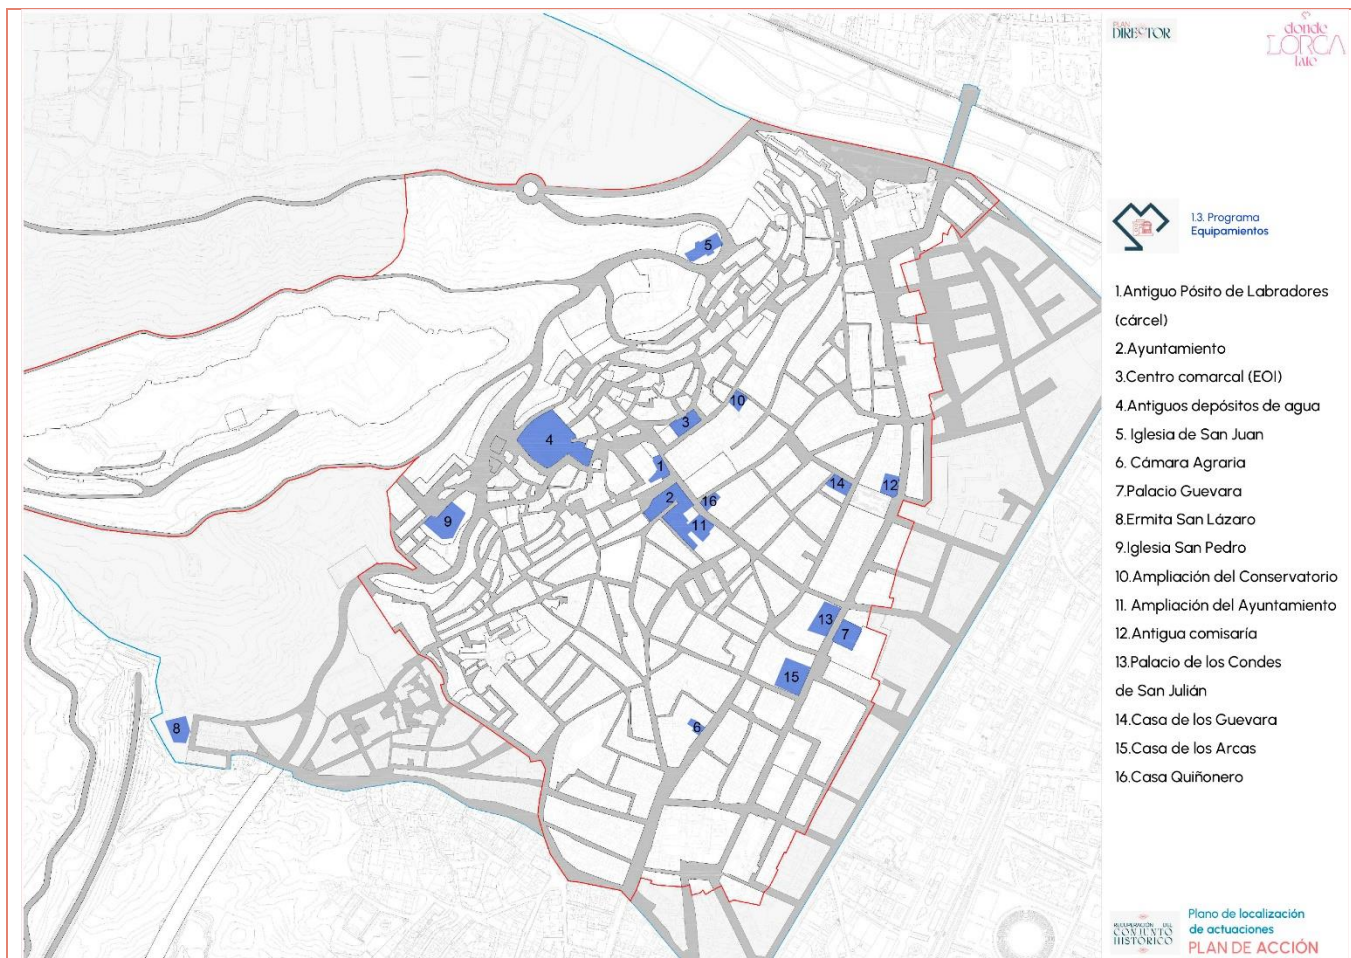 PLAN
DIRECTOR
donde
LORCA
late
1.3. Programa
Equipamientos
1.Antiguo Pósito de Labradores
(cárcel)
2.Ayuntamiento
3.Centro comarcal (EOI)
4.Antiguos depósitos de agua
5. Iglesia de San Juan
6. Cámara Agraria
7.Palacio Guevara
8.Ermita San Lázaro
9.Iglesia San Pedro
10.Ampliación del Conservatorio
11. Ampliación del Ayuntamiento
12.Antigua comisaría
13.Palacio de los Condes
de San Julián
14.Casa de los Guevara
15.Casa de los Arcas
16.Casa Quiñonero
RECUPERACIÓN DEL
CONJUNTO
HISTÓRICO
Plano de localización
de actuaciones
PLAN DE ACCIÓN
5
10
3
4
1
14
12
2
16
9
11
13
7
15
8
6